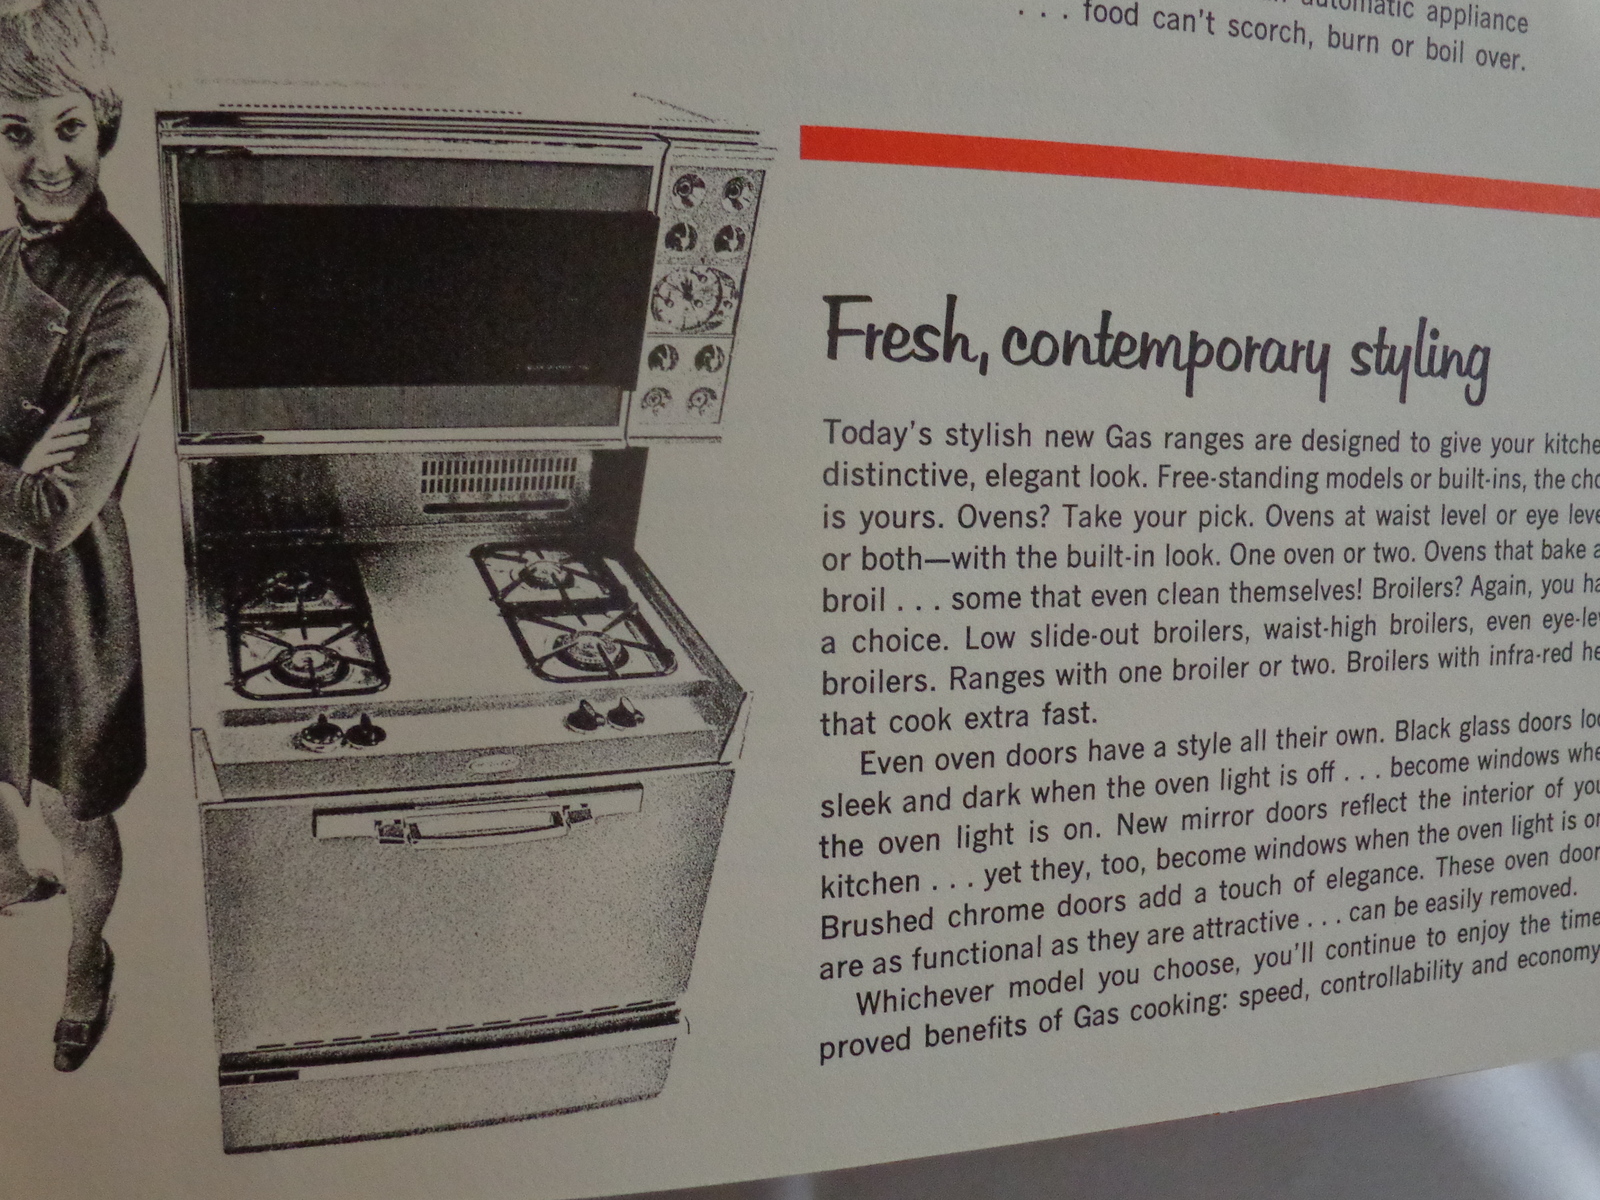 automatic appliance
. . . food can't scorch, burn or boil over.
Fresh, contemporary styling
Today's stylish new Gas ranges are designed to give your
distinctive, elegant look. Free-standing models or built-ins, the
is yours. Ovens? Take your pick. Ovens at waist level or eye
or both—with the built-in look. One oven or two. Ovens that bake
broil . . . some that even clean themselves! Broilers? Again, you
a choice. Low slide-out broilers, waist-high broilers, even
broilers. Ranges with one broiler or two. Broilers with infra-red
that cook extra fast.
Even oven doors have a style all their own. Black glass doors
sleek and dark when the oven light is off . . . become windows
the oven light is on. New mirror doors reflect the interior of
kitchen . . . yet they, too, become windows when the oven light is
Brushed chrome doors add a touch of elegance. These oven
are as functional as they are attractive . . . can be easily removed.
Whichever model you choose, you'll continue to enjoy the
proved benefits of Gas cooking: speed, controllability and economy